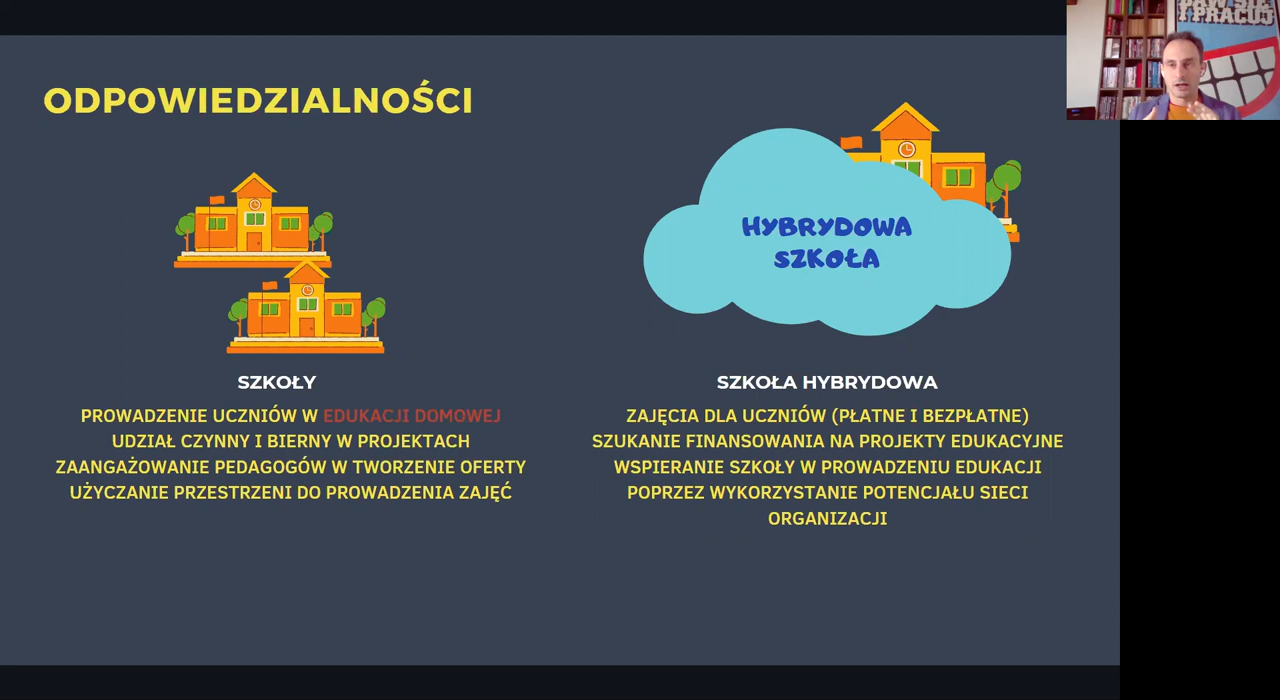 ODPOWIEDZIALNOŚCI
HYBRYDOWA
SZKOŁA
SZKOŁY
PROWADZENIE UCZNIÓW W EDUKACJI DOMOWEJ
UDZIAŁ CZYNNY I BIERNY W PROJEKTACH
ZAANGAŻOWANIE PEDAGOGÓW W TWORZENIE OFERTY
UŻYCZANIE PRZESTRZENI DO PROWADZENIA ZAJĘĆ
SZKOŁA HYBRYDOWA
ZAJĘCIA DLA UCZNIÓW (PŁATNE I BEZPŁATNE)
SZUKANIE FINANSOWANIA NA PROJEKTY EDUKACYJNE
WSPIERANIE SZKOŁY W PROWADZENIU EDUKACJI
POPRZEZ WYKORZYSTANIE POTENCJAŁU SIECI
ORGANIZACJI
I PRACUJ